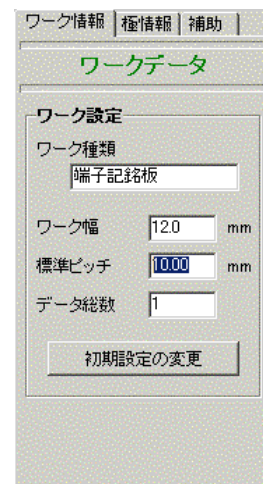 ワーク情報 極情報 補助
ワークデータ
ワーク設定
ワーク種類
端子記銘板
ワーク幅 12.0 mm
標準ピッチ 10.00 mm
データ総数 1
初期設定の変更